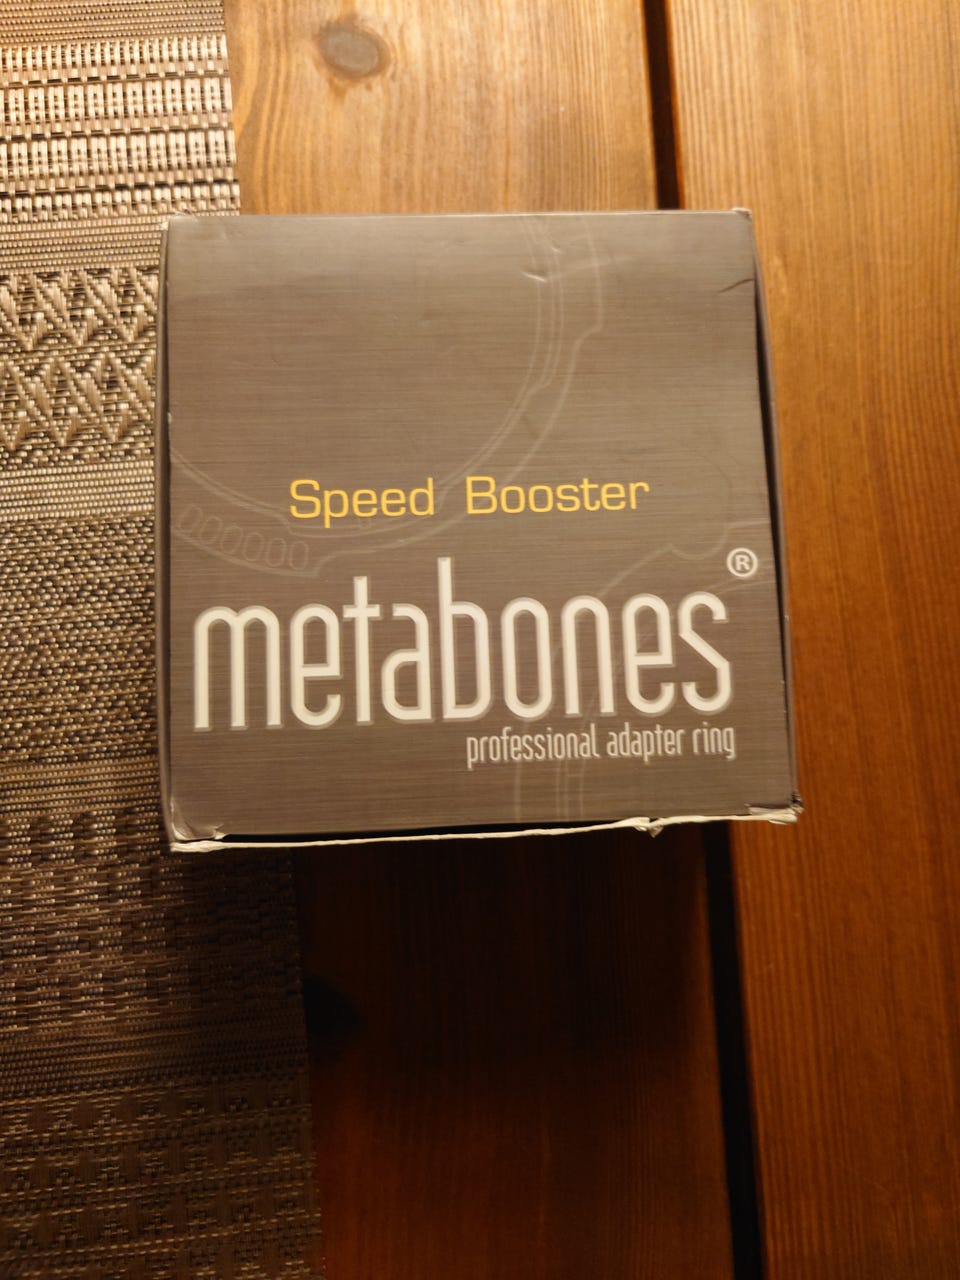 Speed Booster
metabones®
professional adapter ring